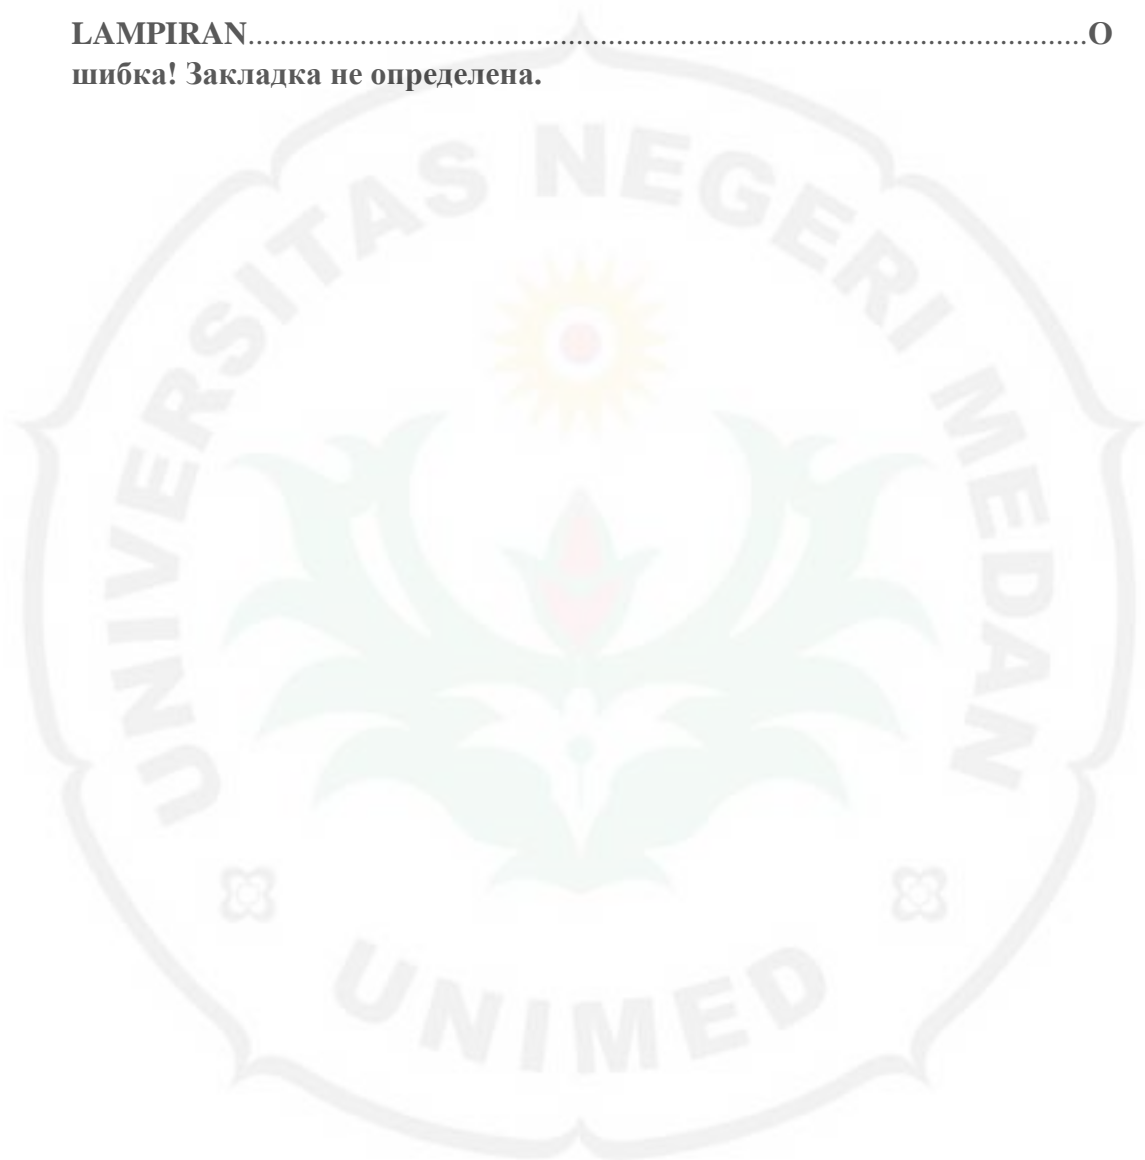 LAMPIRAN.........................................................................................................О
шибка! Закладка не определена.
UNIVERSITAS NEGERI MEDAN
UNIMED